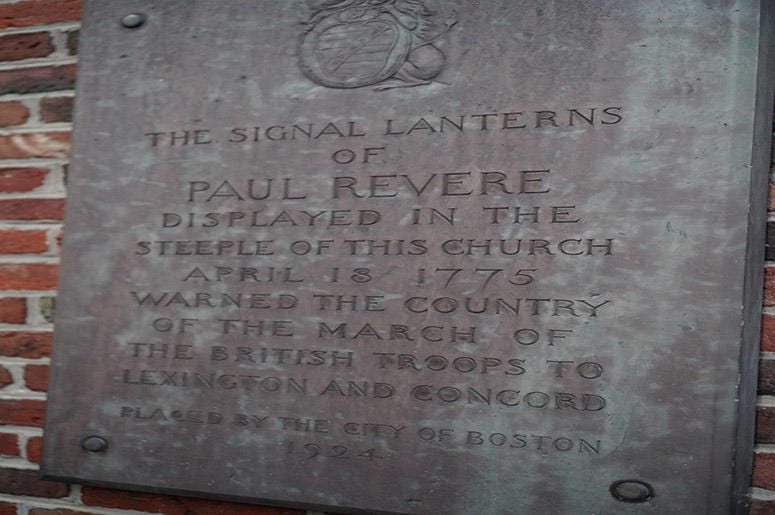 THE SIGNAL LANTERNS
OF
PAUL REVERE
DISPLAYED IN THE
STEEPLE OF THIS CHURCH
APRIL 18 1775
WARNED THE COUNTRY
OF THE MARCH OF
THE BRITISH TROOPS TO
LEXINGTON AND CONCORD
PLACED BY THE CITY OF BOSTON
1924